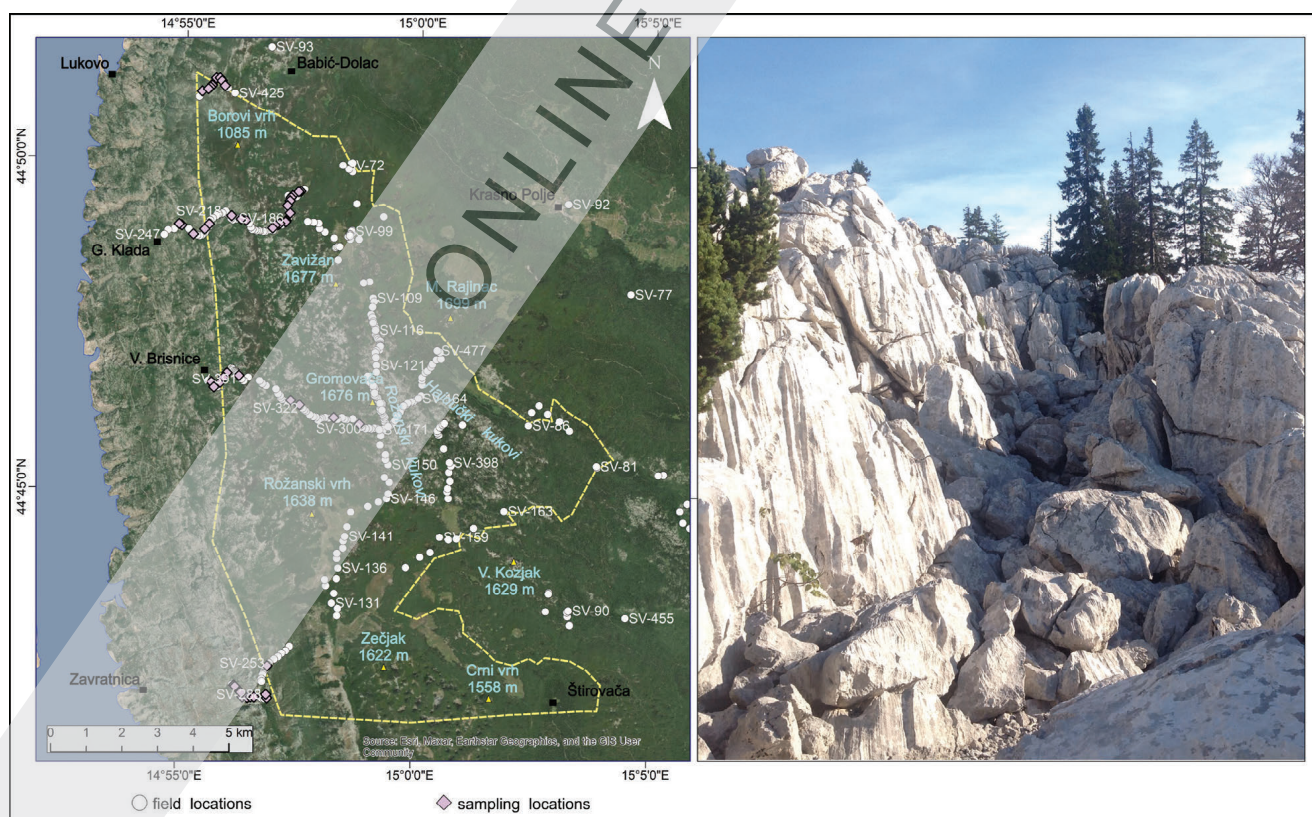 14°55'0"E
15°0'0"E
15°5'0"E
SV-93
Lukovo
Babić-Dolac
SV-425
Borovi vrh
1085 m
N
ONLINE
44°50'0"N
V-72
Krasno Polje
SV-92
SV-218
SV-186
SV-247
G. Klada
SV-99
Zavižan
1677 m
M. Rajinac
1699 m
SV-77
SV-109
SV-116
V. Brisnice
SV-121
SV-477
Gromovača
1676 m
Rožanski kukovi
Hajdučki kukovi
SV-322
SV-300
SV-171
SV-86
SV-150
SV-398
SV-81
44°45'0"N
Rožanski vrh
1638 m
SV-146
SV-163
SV-141
SV-159
SV-136
V. Kozjak
1629 m
SV-131
SV-90
SV-455
Zečjak
1622 m
SV-253
Zavratnica
Crni vrh
1558 m
Štirovača
0 1 2 3 4 5 km
Source: Esri, Maxar, Earthstar Geographics, and the GIS User
Community
14°55'0"E
15°0'0"E
15°5'0"E
field locations
sampling locations